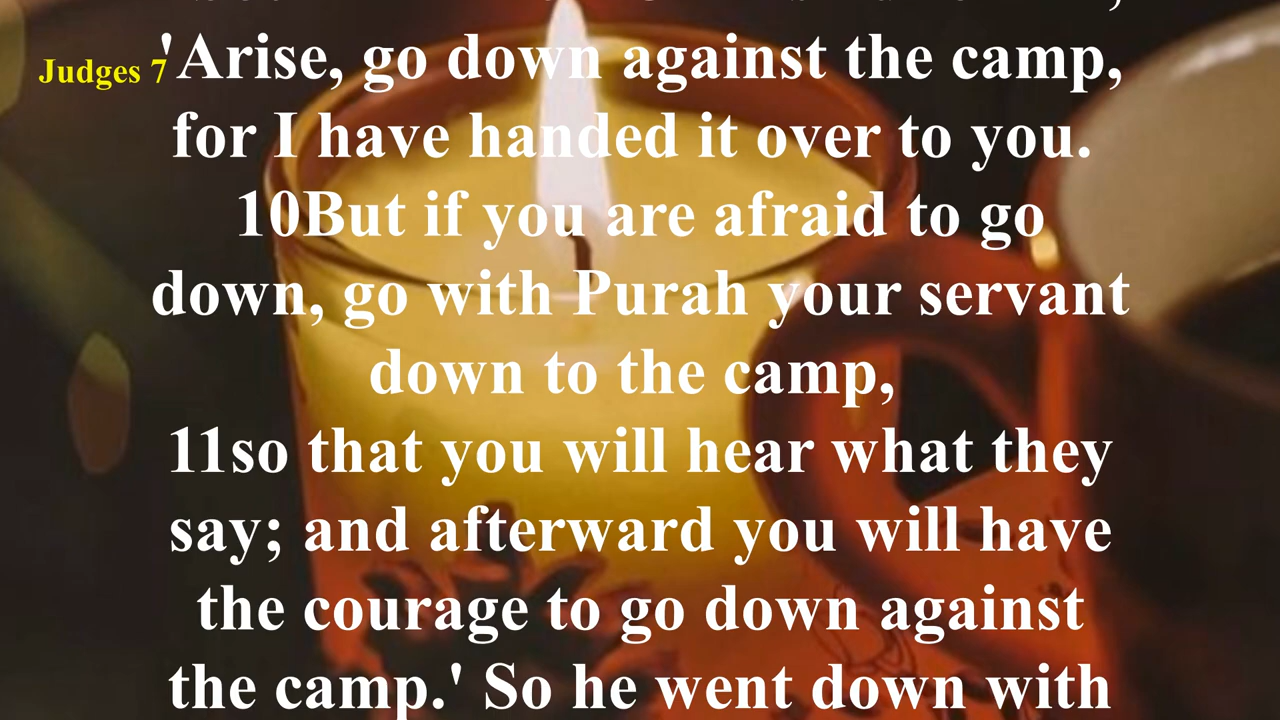 Judges 7
'Arise, go down against the camp,
for I have handed it over to you.
10But if you are afraid to go
down, go with Purah your servant
down to the camp,
11so that you will hear what they
say; and afterward you will have
the courage to go down against
the camp.' So he went down with